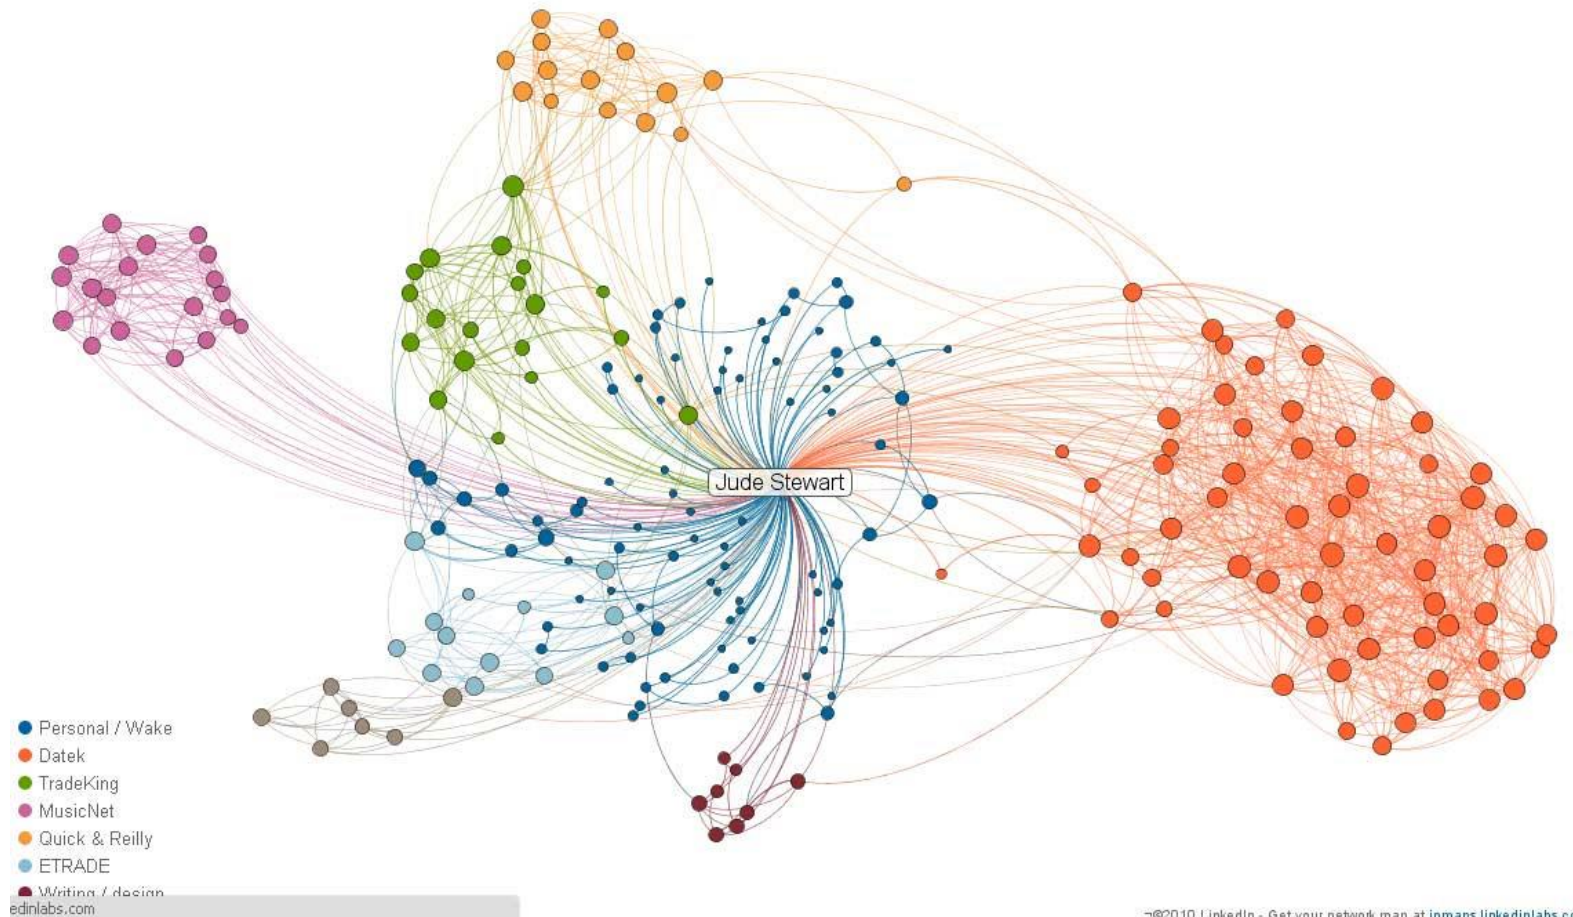 Jude Stewart
Personal / Wake
Datek
TradeKing
MusicNet
Quick & Reilly
ETRADE
Writing / design
edinlabs.com
¬©2010 LinkedIn - Get your network map at inmaps.linkedinlabs.co